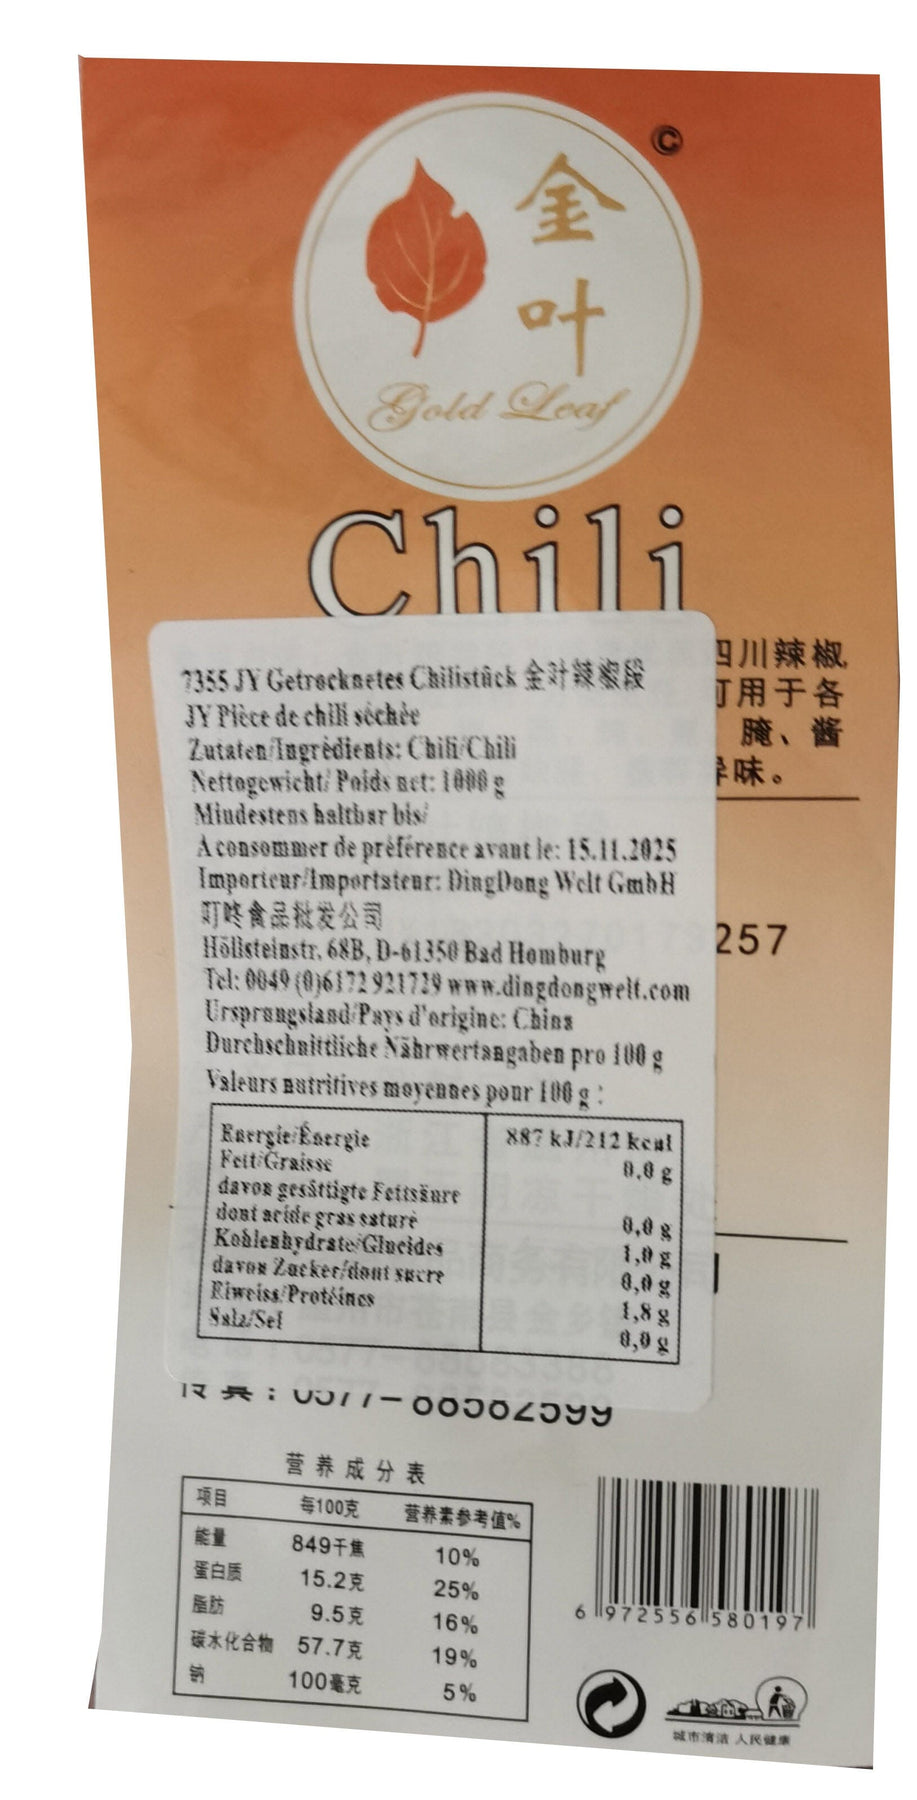 ©
金叶
Gold Leaf
Chili
四川辣椒
可用于各
腌、酱
味。
257
7355 JY Getrocknetes Chilistück 金叶辣椒段
JY Pièce de chili séchée
Zutaten/Ingrédients: Chili/Chili
Nettogewicht/ Poids net: 1000 g
Mindestens haltbar bis/
A consommer de préférence avant le: 15.11.2025
Importeur/Importateur: DingDong Welt GmbH
叮咚食品批发公司
Höllsteinstr. 68B, D-61350 Bad Homburg
Tel: 0049 (0)6172 921729 www.dingdongwelt.com
Ursprungsland/Pays d'origine: China
Durchschnittliche Nährwertangaben pro 100 g
Valeurs nutritives moyennes pour 100 g :
Energie/Énergie 887 kJ/212 kcal
Fett/Graisse 0,0 g
davon gesättigte Fettsäure
dont acide gras saturé 0,0 g
Kohlenhydrate/Glucides 1,0 g
davon Zucker/dont sucre 0,0 g
Eiweiss/Protéines 1,8 g
Salz/Sel 0,0 g
传真：0577-88582599
营养成分表
项目 每100克 营养素参考值%
能量 849千焦 10%
蛋白质 15.2克 25%
脂肪 9.5克 16%
碳水化合物 57.7克 19%
钠 100毫克 5%
6 972556 580197
城市清洁 人民健康